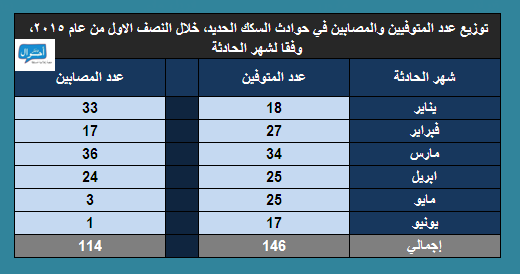 توزيع عدد المتوفيين والمصابين في حوادث السكك الحديد، خلال النصف الاول من عام ٢٠١٥،
وفقا لشهر الحادثة
شهر الحادثة عدد المتوفين عدد المصابين
يناير 18 33
فبراير 27 17
مارس 34 36
ابريل 25 24
مايو 25 3
يونيو 17 1
إجمالي 146 114